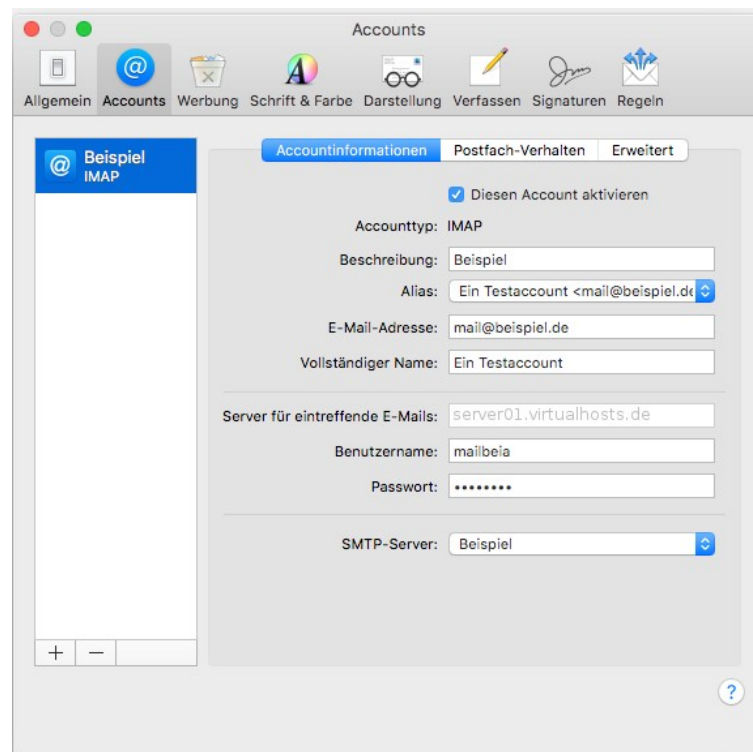 Accounts
Allgemein Accounts Werbung Schrift & Farbe Darstellung Verfassen Signaturen Regeln
Beispiel
IMAP
Accountinformationen Postfach-Verhalten Erweitert
Diesen Account aktivieren
Accounttyp: IMAP
Beschreibung: Beispiel
Alias: Ein Testaccount <mail@beispiel.de
E-Mail-Adresse: mail@beispiel.de
Vollständiger Name: Ein Testaccount
Server für eintreffende E-Mails: server01.virtualhosts.de
Benutzername: mailbeia
Passwort: ••••••••
SMTP-Server: Beispiel
+ −
?